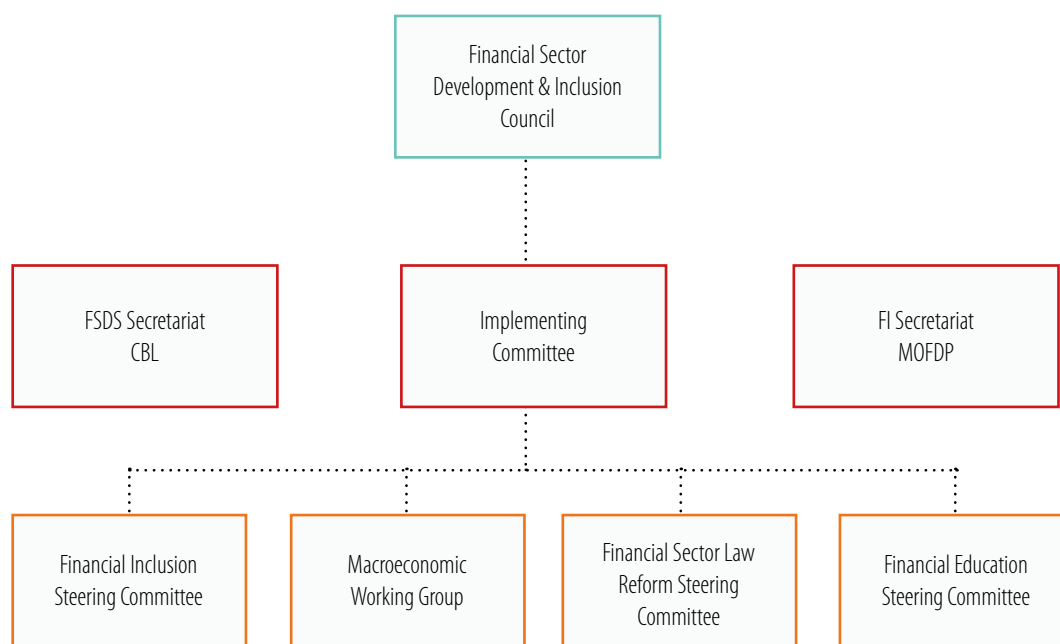 Financial Sector
Development & Inclusion
Council
FSDS Secretariat
CBL
Implementing
Committee
FI Secretariat
MOFDP
Financial Inclusion
Steering Committee
Macroeconomic
Working Group
Financial Sector Law
Reform Steering
Committee
Financial Education
Steering Committee